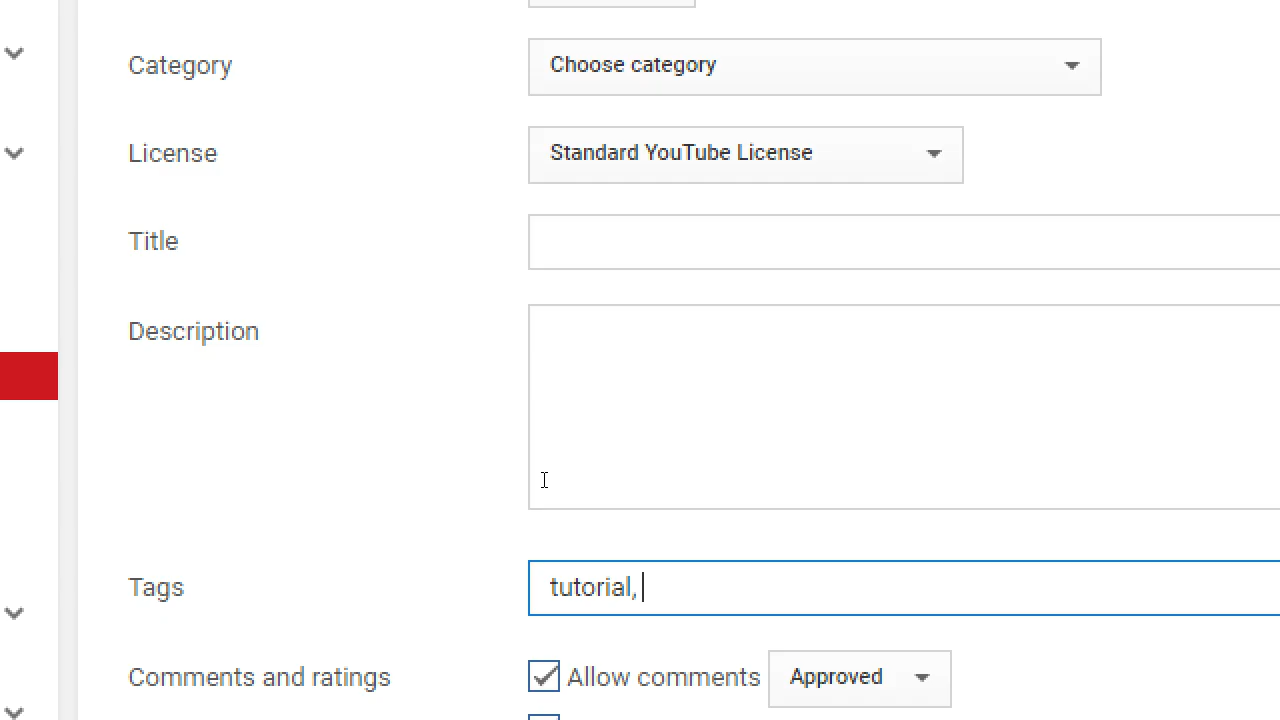 Category
Choose category
License
Standard YouTube License
Title
Description
Tags
tutorial,
Comments and ratings
Allow comments
Approved